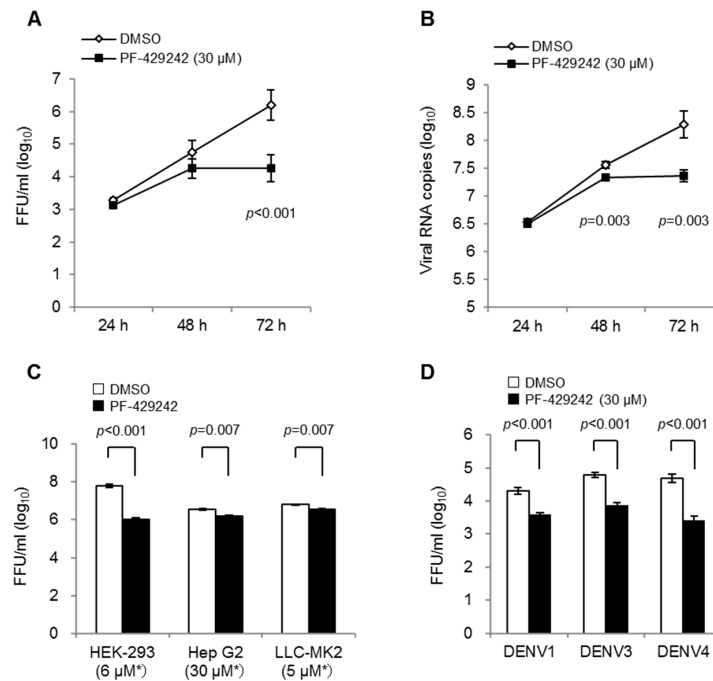 A
DMSO
PF-429242 (30 µM)
FFU/ml (log10)
7
6
5
4
3
2
1
0
p<0.001
24 h 48 h 72 h
B
DMSO
PF-429242 (30 µM)
Viral RNA copies (log10)
9
8.5
8
7.5
7
6.5
6
5.5
5
p=0.003 p=0.003
24 h 48 h 72 h
C
DMSO
PF-429242
p<0.001 p=0.007 p=0.007
FFU/ml (log10)
10
8
6
4
2
0
HEK-293 Hep G2 LLC-MK2
(6 µM*) (30 µM*) (5 µM*)
D
DMSO
PF-429242 (30 µM)
p<0.001 p<0.001 p<0.001
FFU/ml (log10)
6
5
4
3
2
1
0
DENV1 DENV3 DENV4